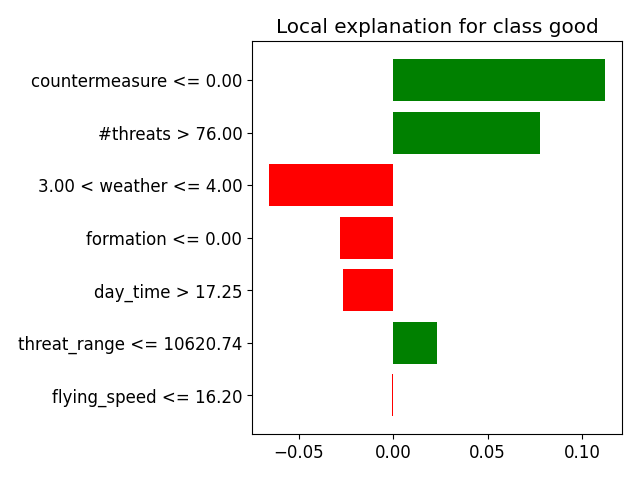 Local explanation for class good
countermeasure <= 0.00
#threats > 76.00
3.00 < weather <= 4.00
formation <= 0.00
day_time > 17.25
threat_range <= 10620.74
flying_speed <= 16.20
−0.05 0.00 0.05 0.10